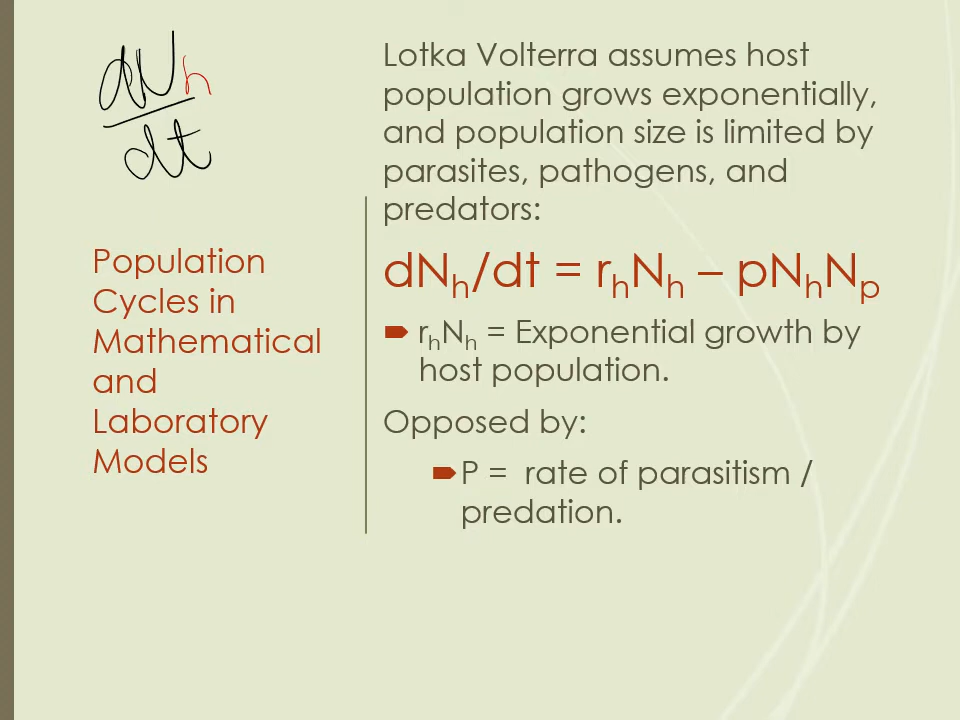 dNh
dt
Population
Cycles in
Mathematical
and
Laboratory
Models
Lotka Volterra assumes host
population grows exponentially,
and population size is limited by
parasites, pathogens, and
predators:
dNₕ/dt = rₕNₕ – pNₕNₚ
rₕNₕ = Exponential growth by
host population.
Opposed by:
P = rate of parasitism /
predation.